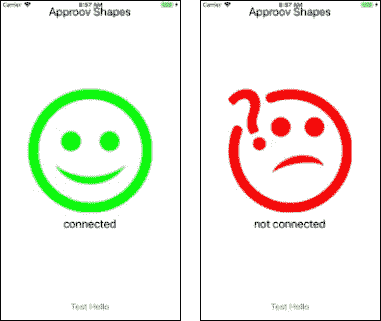 Carrier 8:57 AM
Approov Shapes
connected
Test Hello
Carrier 8:57 AM
Approov Shapes
?
not connected
Test Hello